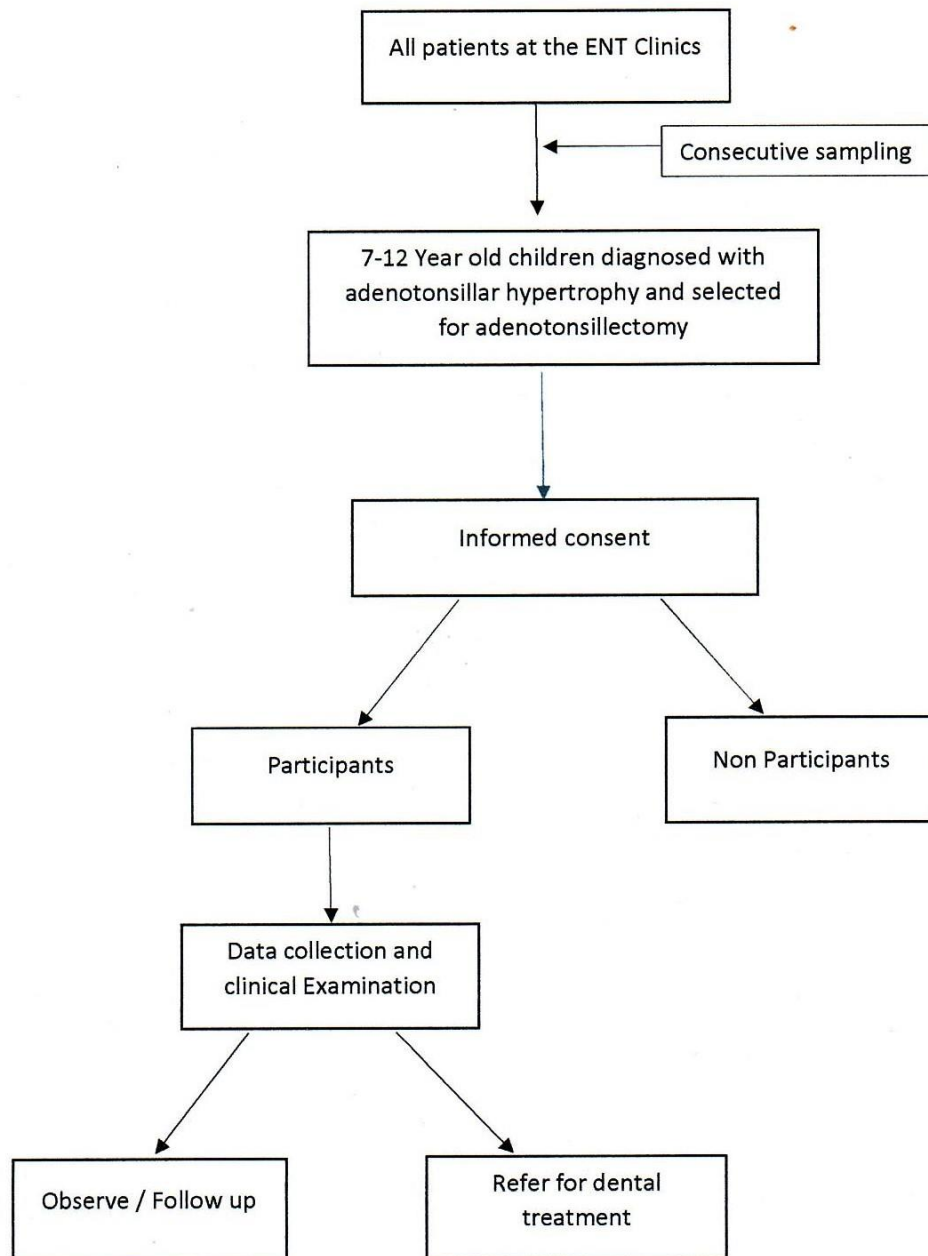 All patients at the ENT Clinics
Consecutive sampling
7-12 Year old children diagnosed with
adenotonsillar hypertrophy and selected
for adenotonsillectomy
Informed consent
Participants
Non Participants
Data collection and
clinical Examination
Observe / Follow up
Refer for dental
treatment